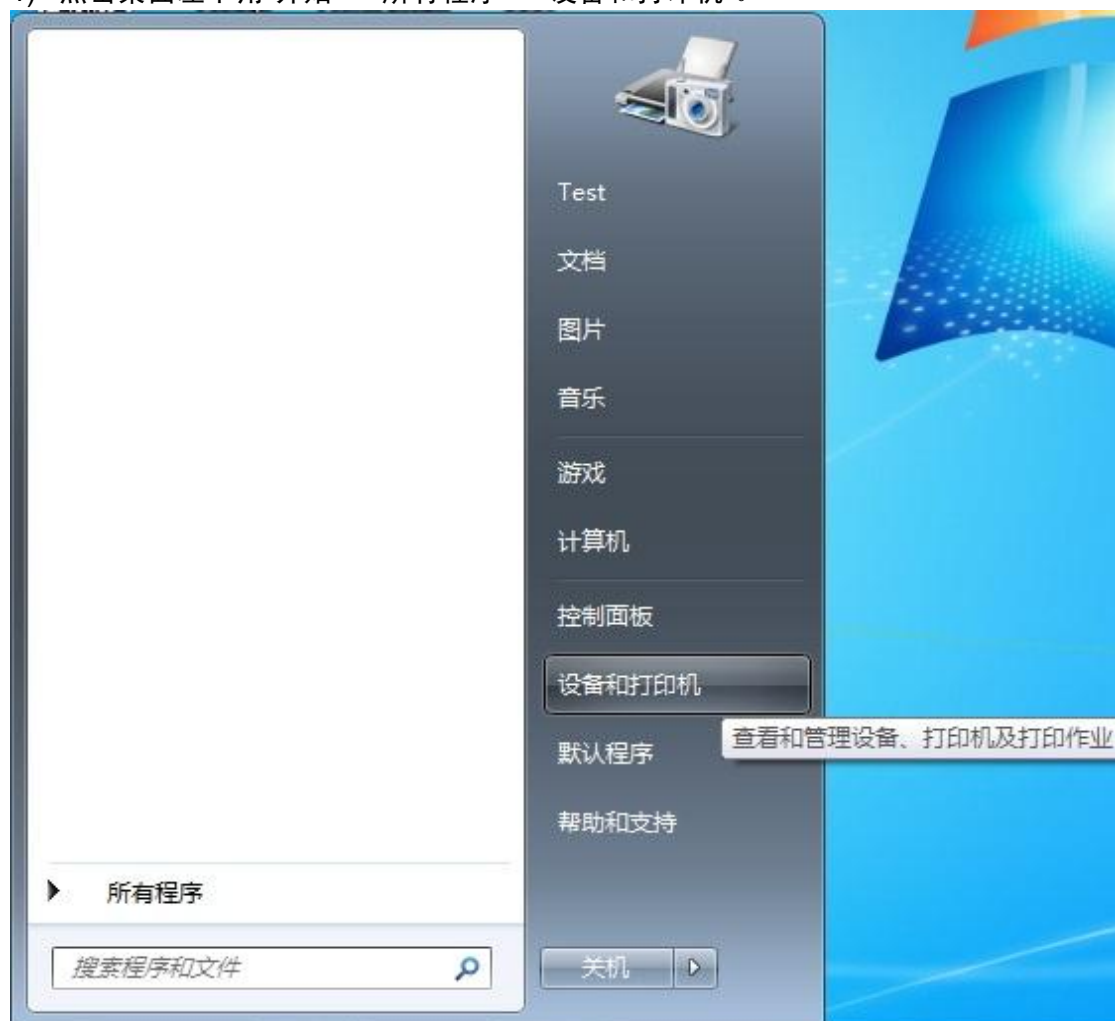 Test
文档
图片
音乐
游戏
计算机
控制面板
设备和打印机
查看和管理设备、打印机及打印作业
默认程序
帮助和支持
所有程序
搜索程序和文件
关机